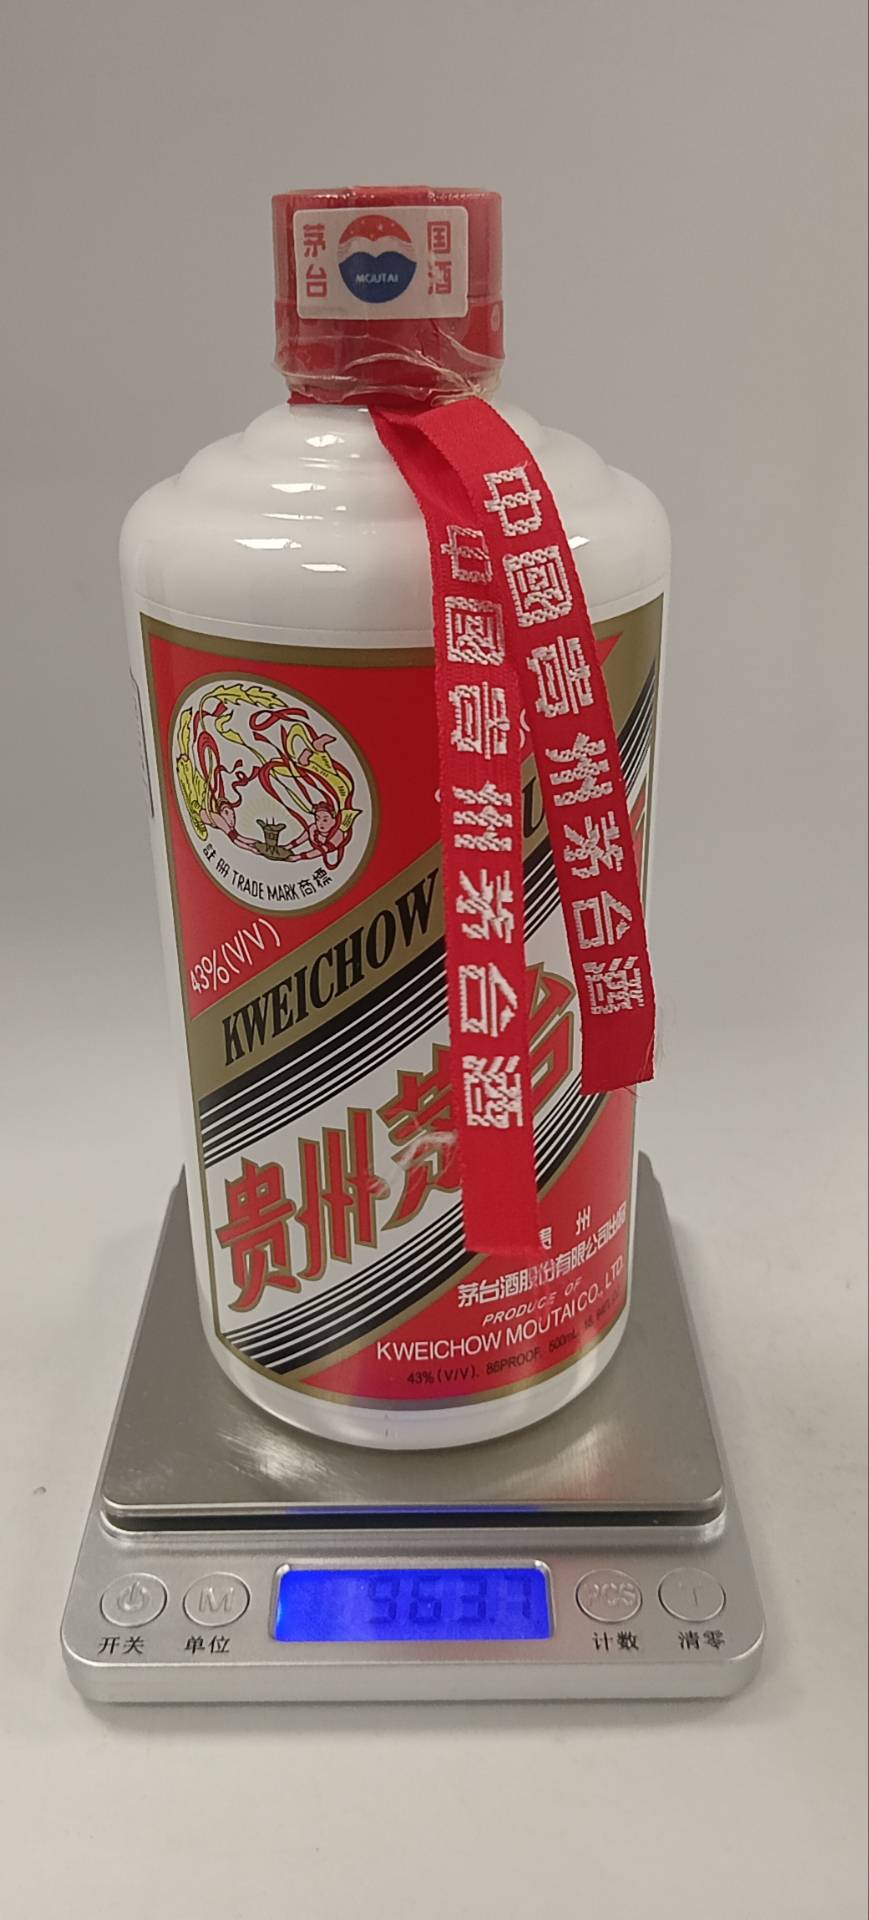 茅台
MOUTAI
国酒
中國貴州茅台酒
中國貴州茅台酒
註册 TRADE MARK 商標
43%(V/V)
KWEICHOW
贵州茅台
茅台酒股份有限公司出品
PRODUCE OF
KWEICHOW MOUTAI CO., LTD.
43%(V/V). 86PROOF. 500mL.
963.7
M
PCS
T
开关
单位
计数
清零